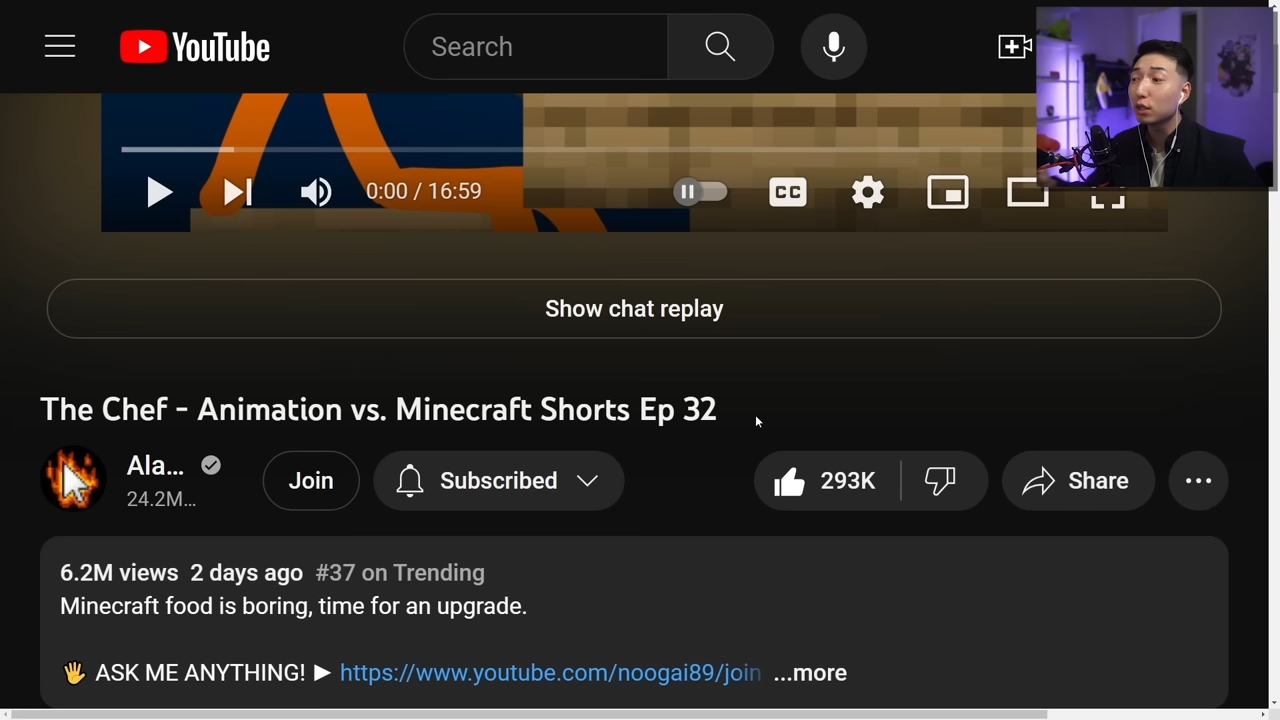 YouTube
Search
0:00 / 16:59
CC
Show chat replay
The Chef - Animation vs. Minecraft Shorts Ep 32
Ala...
24.2M...
Join
Subscribed
293K
Share
6.2M views 2 days ago #37 on Trending
Minecraft food is boring, time for an upgrade.
🖐 ASK ME ANYTHING! ▶ https://www.youtube.com/noogai89/join ...more